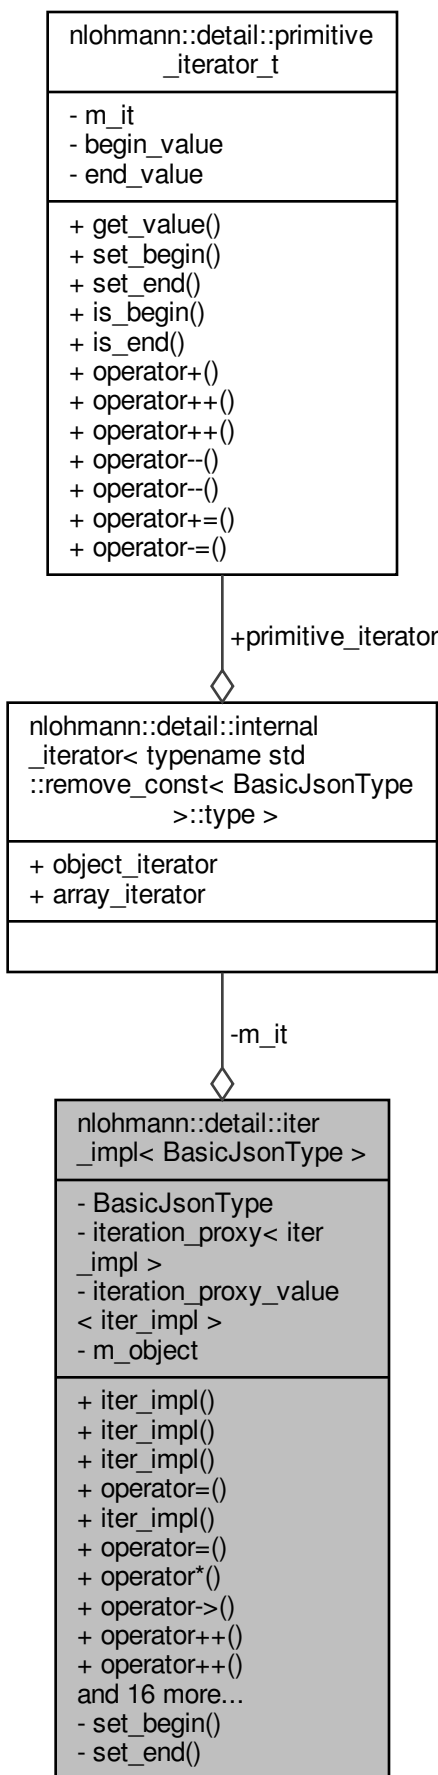 nlohmann::detail::primitive
_iterator_t
- m_it
- begin_value
- end_value
+ get_value()
+ set_begin()
+ set_end()
+ is_begin()
+ is_end()
+ operator+()
+ operator++()
+ operator++()
+ operator--()
+ operator--()
+ operator+=()
+ operator-=()
+primitive_iterator
nlohmann::detail::internal
_iterator< typename std
::remove_const< BasicJsonType
>::type >
+ object_iterator
+ array_iterator
-m_it
nlohmann::detail::iter
_impl< BasicJsonType >
- BasicJsonType
- iteration_proxy< iter
_impl >
- iteration_proxy_value
< iter_impl >
- m_object
+ iter_impl()
+ iter_impl()
+ iter_impl()
+ operator=()
+ iter_impl()
+ operator=()
+ operator*()
+ operator->()
+ operator++()
+ operator++()
and 16 more...
- set_begin()
- set_end()